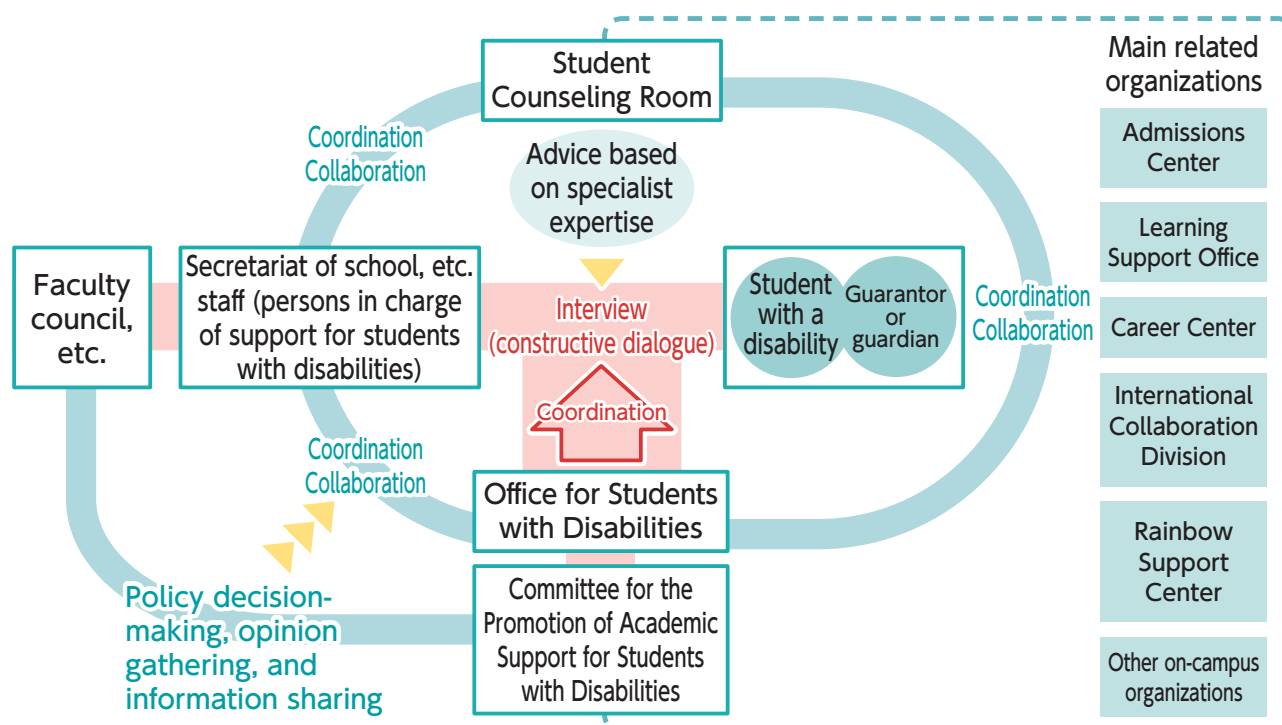 Student
Counseling Room
Main related
organizations
Coordination
Collaboration
Advice based
on specialist
expertise
Admissions
Center
Learning
Support Office
Faculty
council,
etc.
Secretariat of school, etc.
staff (persons in charge
of support for students
with disabilities)
Interview
(constructive dialogue)
Student
with a
disability
Guarantor
or
guardian
Coordination
Collaboration
Career Center
International
Collaboration
Division
Coordination
Coordination
Collaboration
Office for Students
with Disabilities
Rainbow
Support
Center
Policy decision-
making, opinion
gathering, and
information sharing
Committee for the
Promotion of Academic
Support for Students
with Disabilities
Other on-campus
organizations